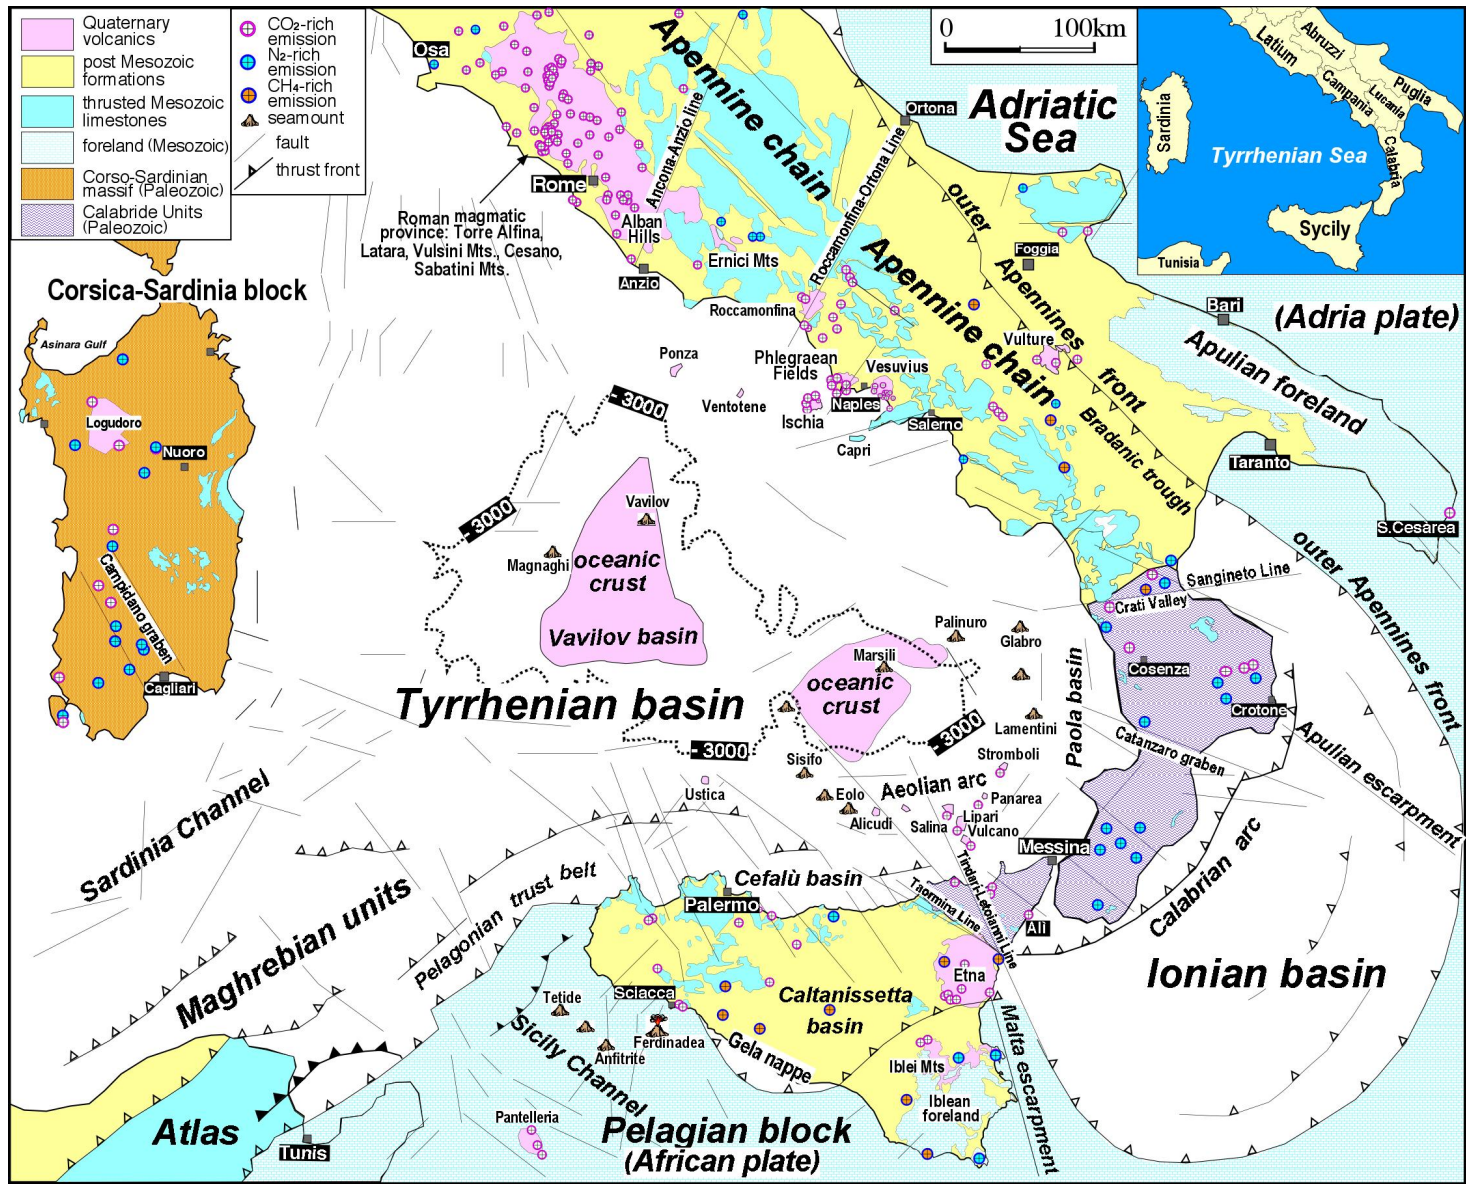 Quaternary
volcanics
post Mesozoic
formations
thrusted Mesozoic
limestones
foreland (Mesozoic)
Corso-Sardinian
massif (Paleozoic)
Calabride Units
(Paleozoic)
CO₂-rich
emission
N₂-rich
emission
CH₄-rich
emission
seamount
fault
thrust front
0 100km
Abruzzi
Latium
Campania
Puglia
Lucania
Calabria
Sardinia
Tyrrhenian Sea
Sycily
Tunisia
Osa
Apennine chain
Adriatic
Sea
Ortona
Ancona-Anzio line
Roccamonfina-Ortona Line
Rome
Roman magmatic
province: Torre Alfina,
Latara, Vulsini Mts., Cesano,
Sabatini Mts.
Alban
Hills
Ernici Mts
Anzio
outer
Apennines
front
Foggia
Apennine chain
Bari
(Adria plate)
Apulian foreland
Corsica-Sardinia block
Asinara Gulf
Roccamonfina
Vulture
Ponza
Phlegraean
Fields
Vesuvius
Ventotene
Ischia
Naples
Salerno
Capri
Bradanic trough
Taranto
S.Cesàrea
Logudoro
Nuoro
- 3000
- 3000
Vavilov
Magnaghi
oceanic
crust
Vavilov basin
Campidano graben
Cagliari
Sangineto Line
Crati Valley
outer Apennines front
Palinuro
Glabro
Marsili
oceanic
crust
Cosenza
Paola basin
Tyrrhenian basin
- 3000
- 3000
Lamentini
Crotone
Catanzaro graben
Apulian escarpment
Stromboli
Sisifo
Aeolian arc
Ustica
Eolo
Alicudi
Panarea
Lipari
Salina
Vulcano
Sardinia Channel
Messina
Calabrian arc
Tindari-Letoianni Line
Taormina Line
Cefalù basin
Palermo
Pelagonian trust belt
Maghrebian units
Alì
Ionian basin
Etna
Caltanissetta
basin
Sciacca
Tetide
Ferdinadea
Anfitrite
Sicily Channel
Gela nappe
Malta escarpment
Iblei Mts
Iblean
foreland
Atlas
Tunis
Pantelleria
Pelagian block
(African plate)